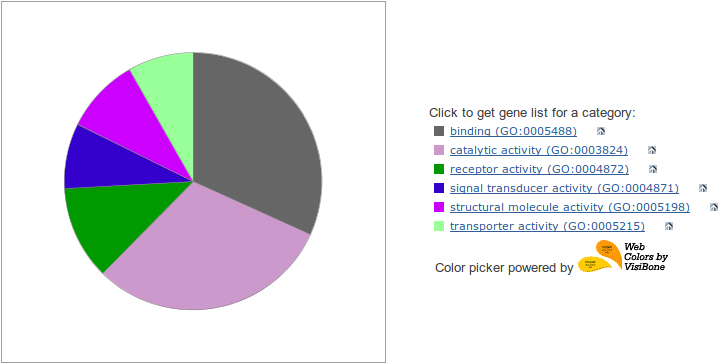 Click to get gene list for a category:
binding (GO:0005488)
catalytic activity (GO:0003824)
receptor activity (GO:0004872)
signal transducer activity (GO:0004871)
structural molecule activity (GO:0005198)
transporter activity (GO:0005215)
Color picker powered by
Web
Colors by
VisiBone